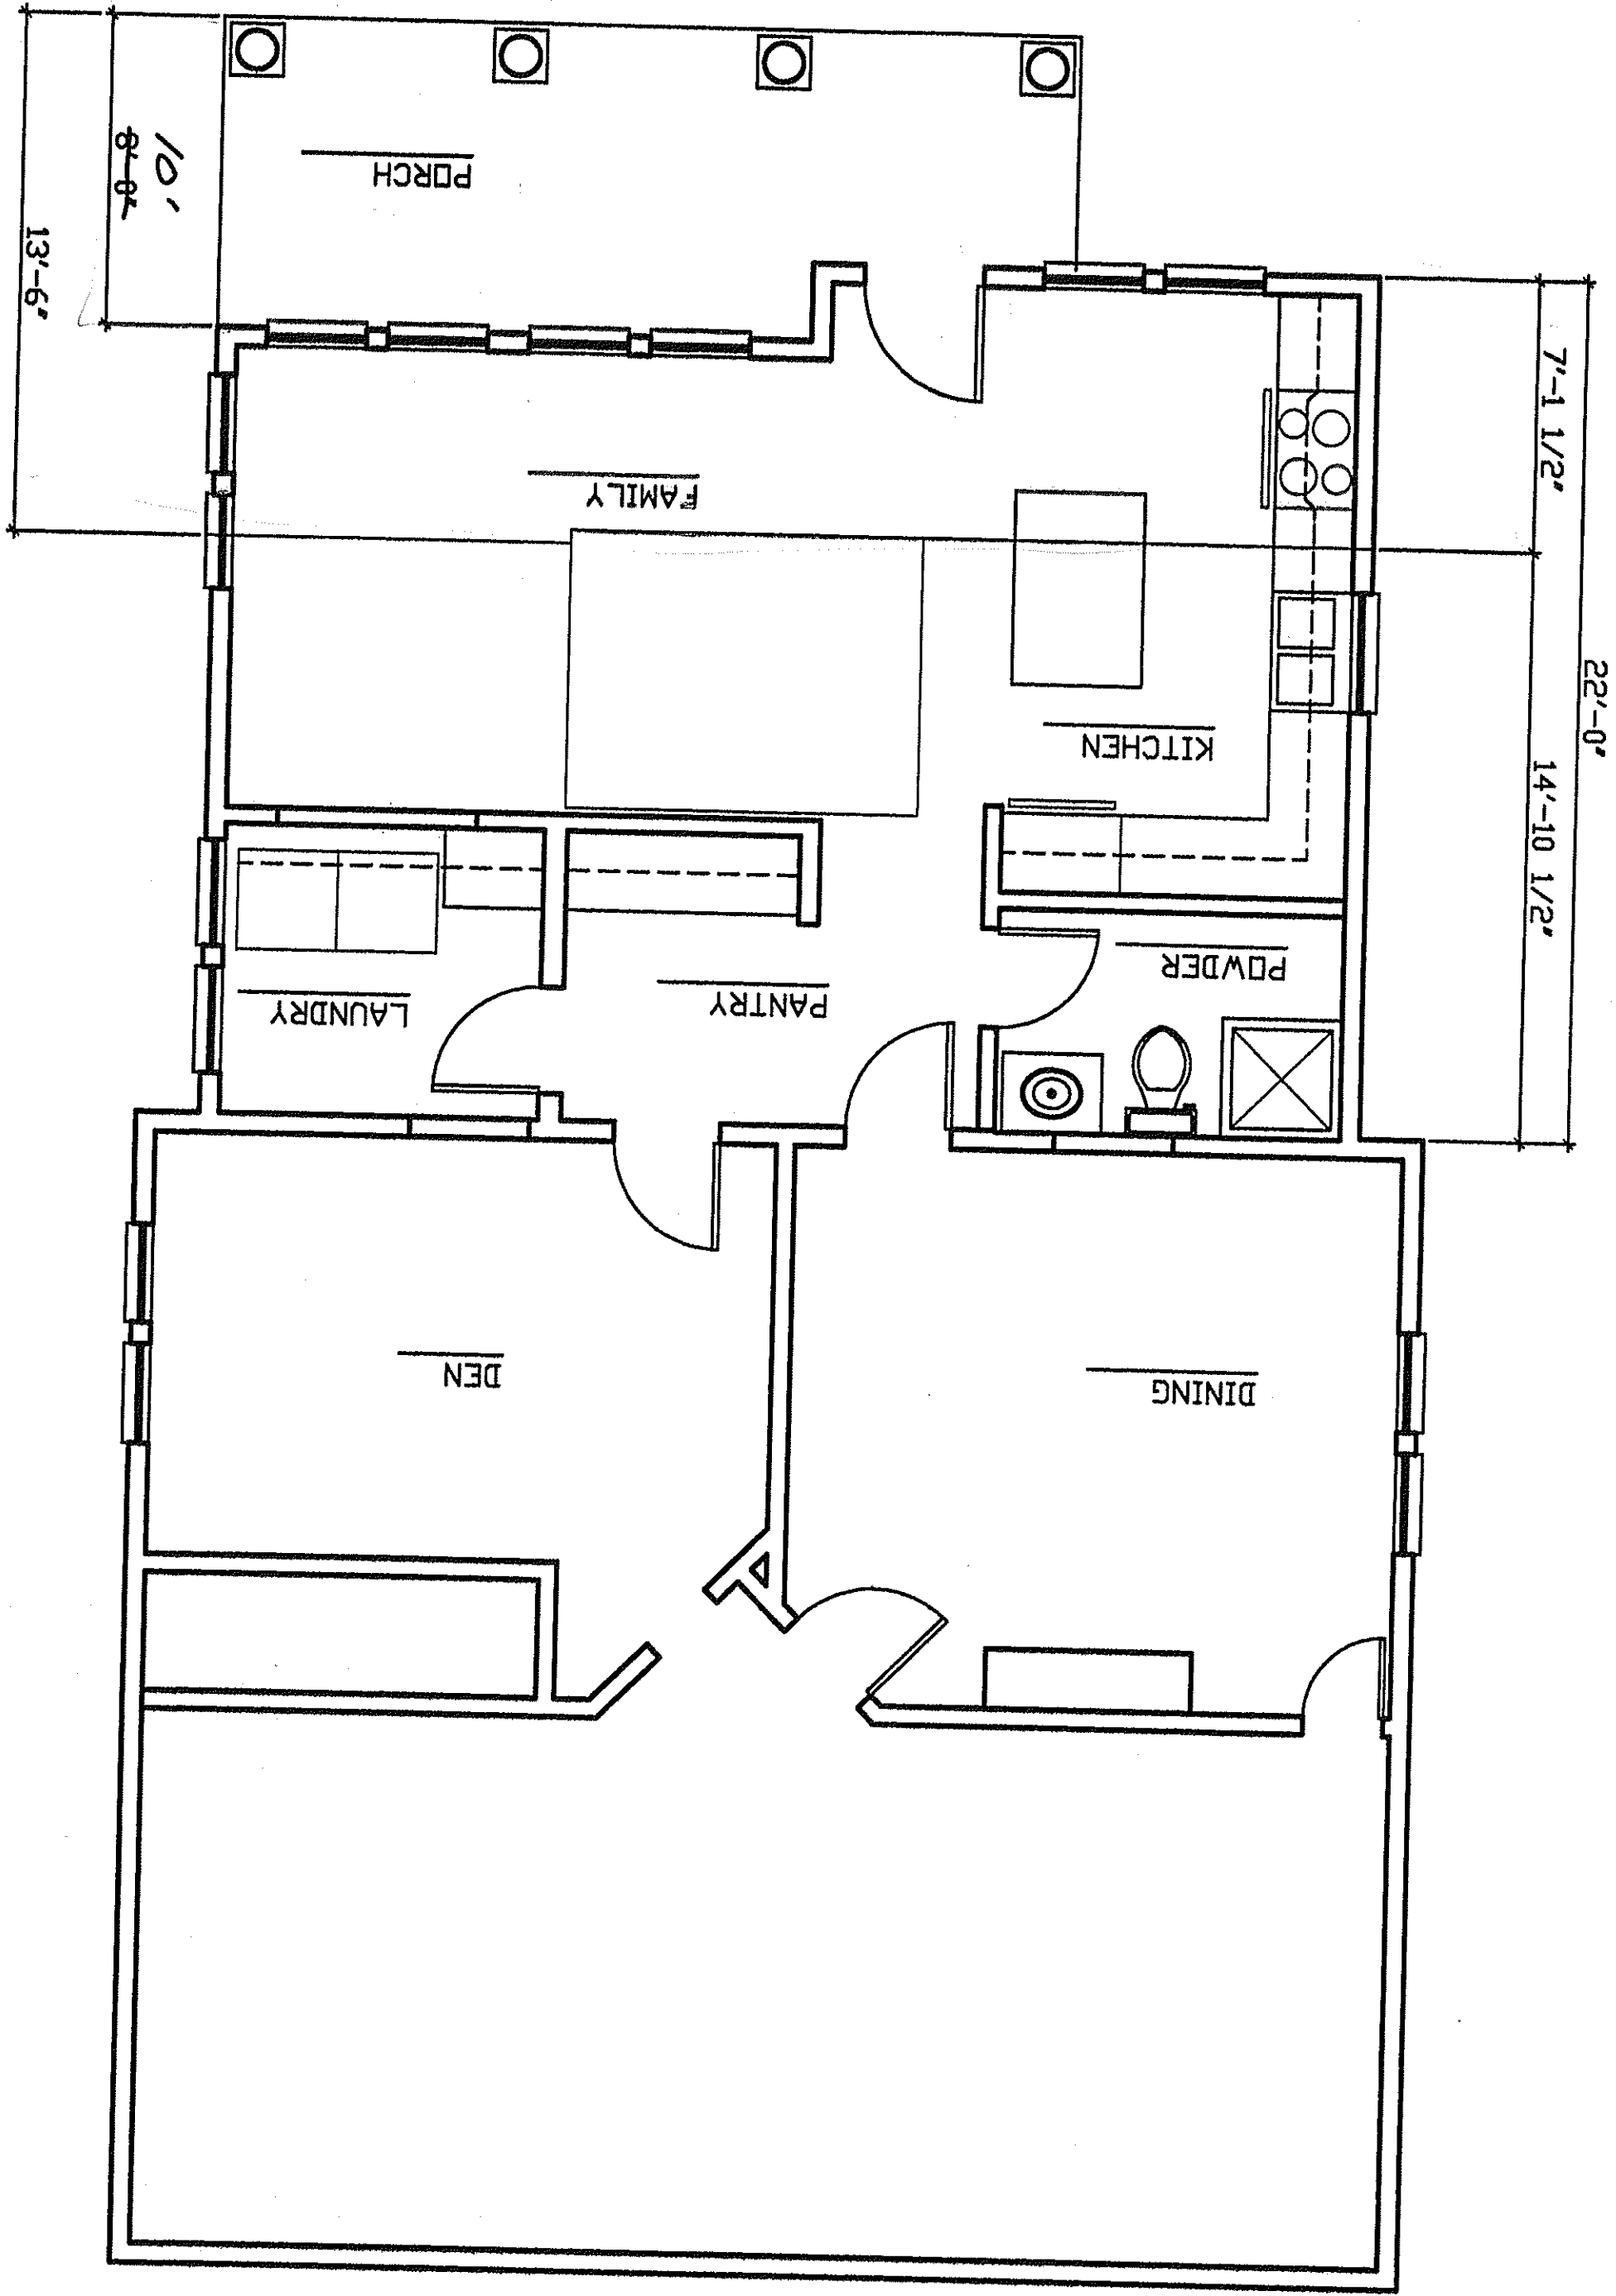 PORCH
10'
8'-0"
13'-6"
7'-1 1/2"
22'-0"
14'-10 1/2"
FAMILY
KITCHEN
POWDER
PANTRY
LAUNDRY
DEN
DINING